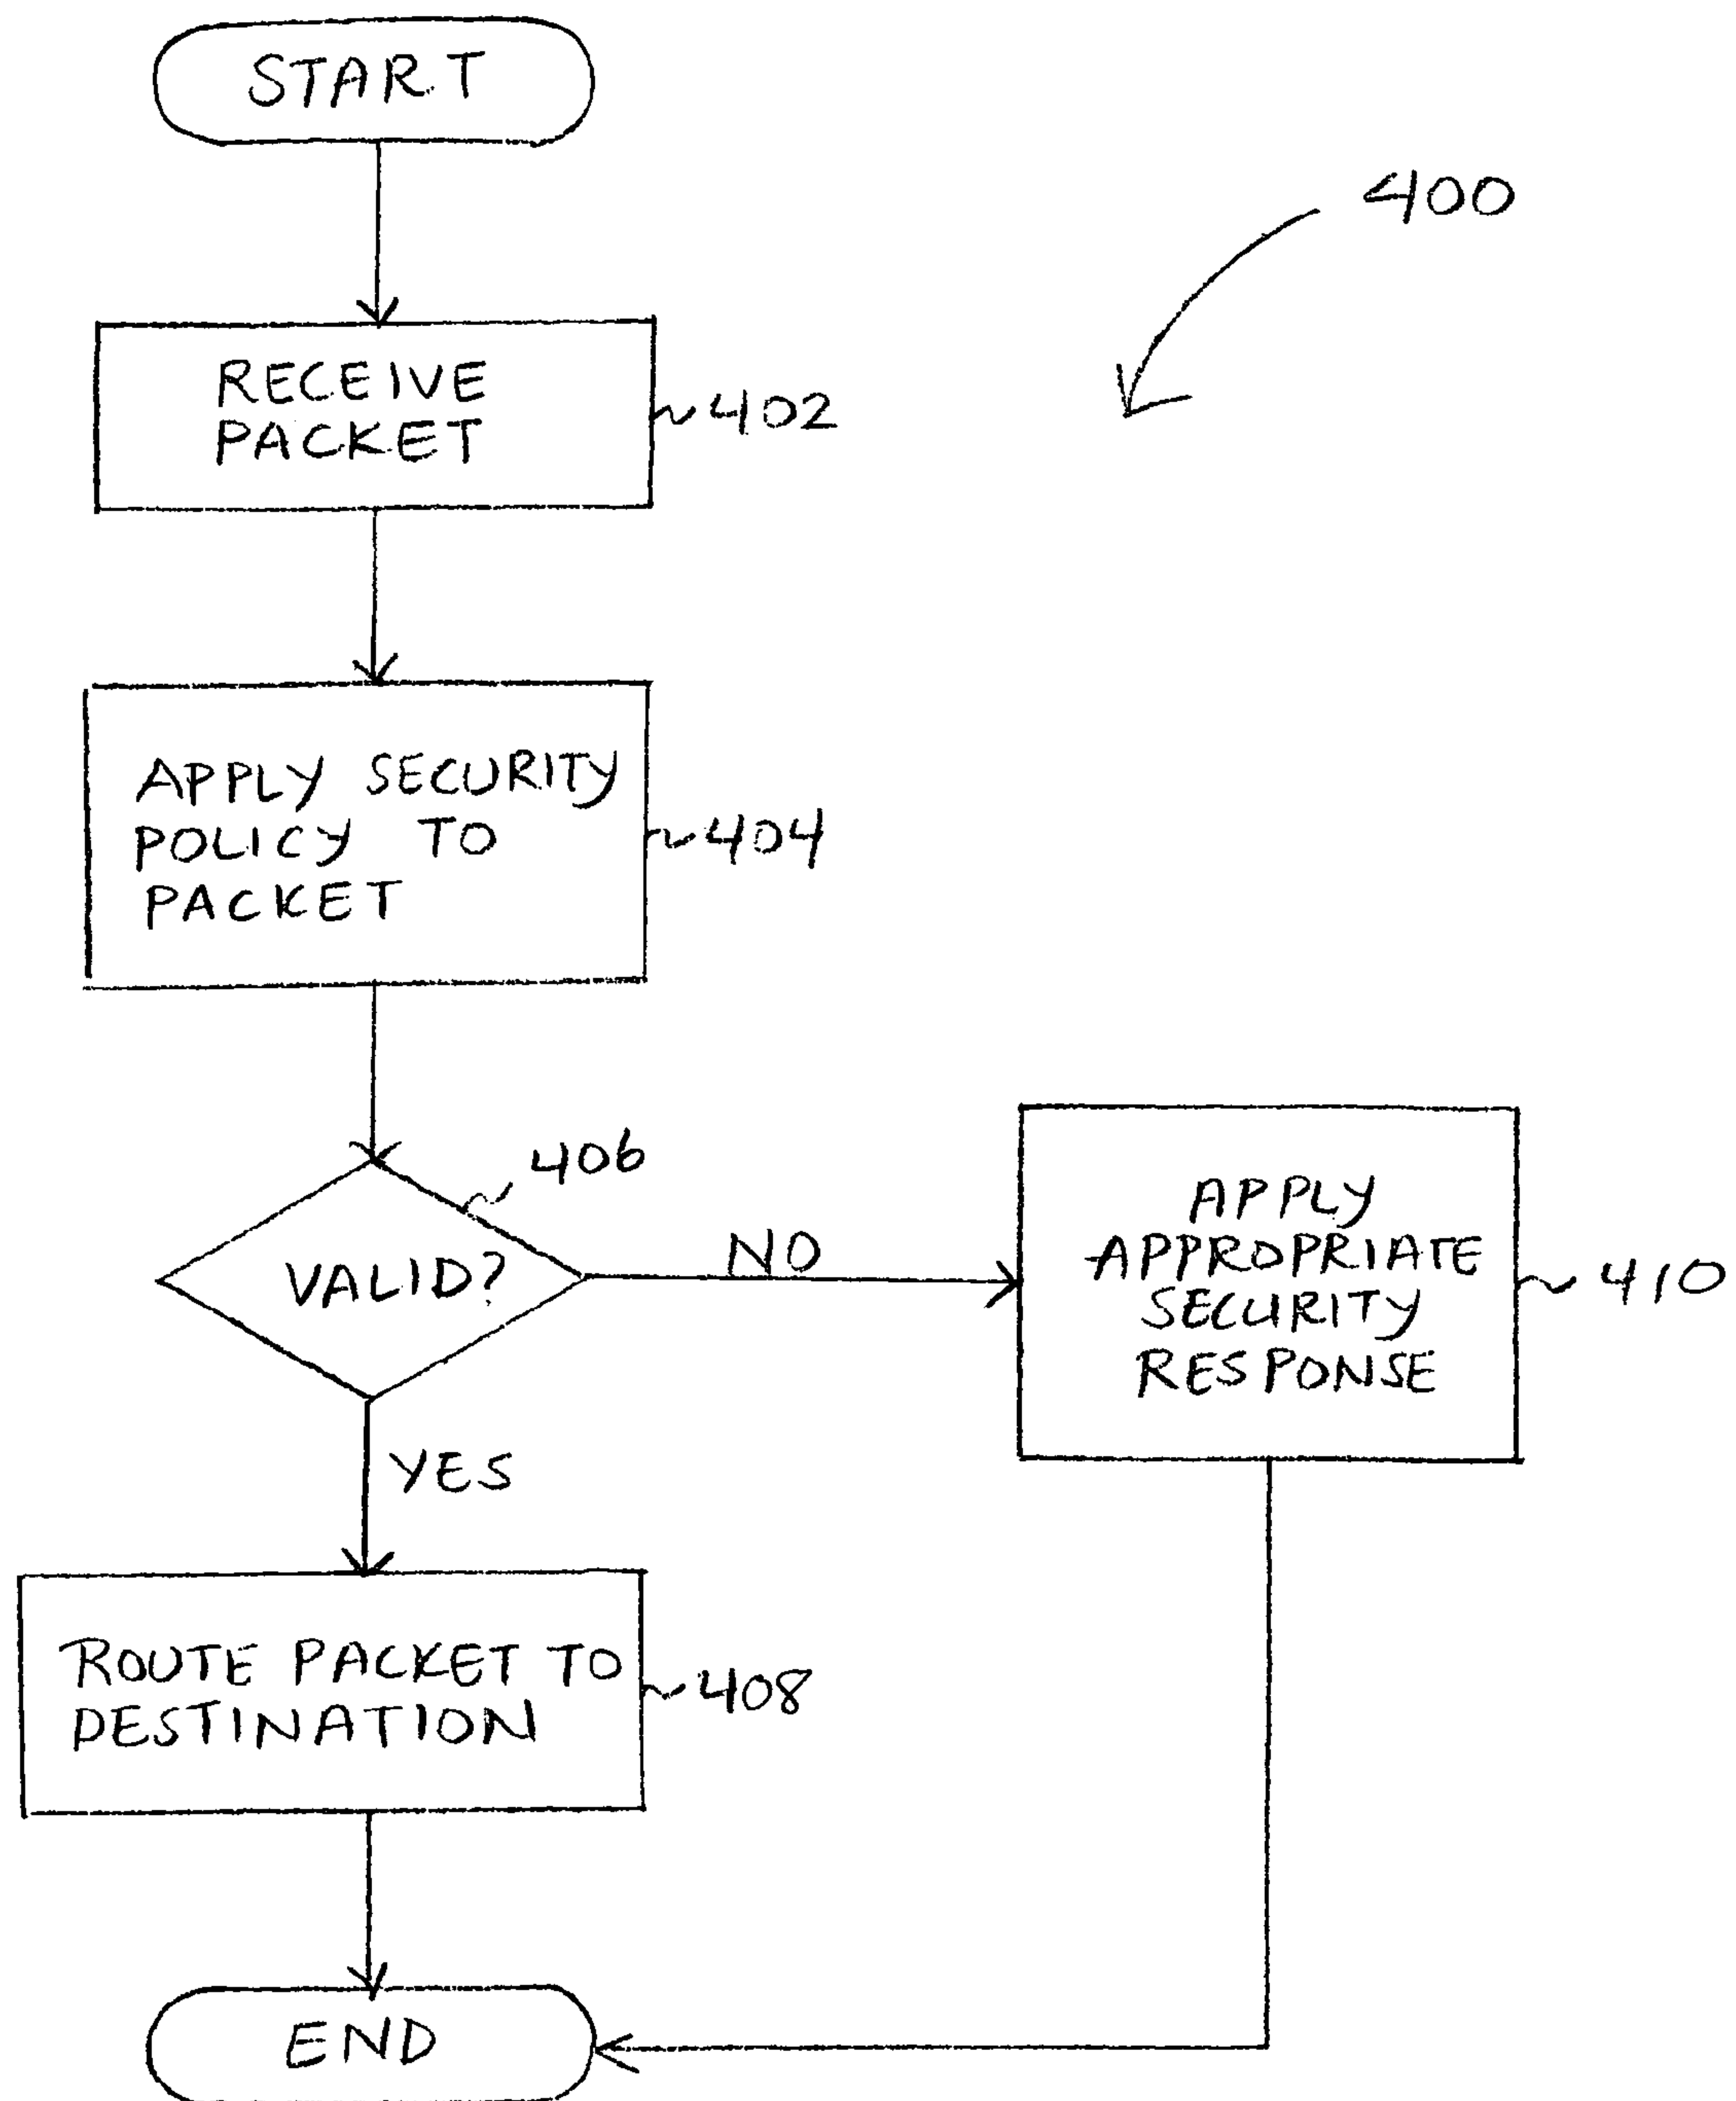 START
400
RECEIVE
PACKET
402
APPLY SECURITY
POLICY TO
PACKET
404
406
VALID?
NO
APPLY
APPROPRIATE
SECURITY
RESPONSE
410
YES
ROUTE PACKET TO
DESTINATION
408
END